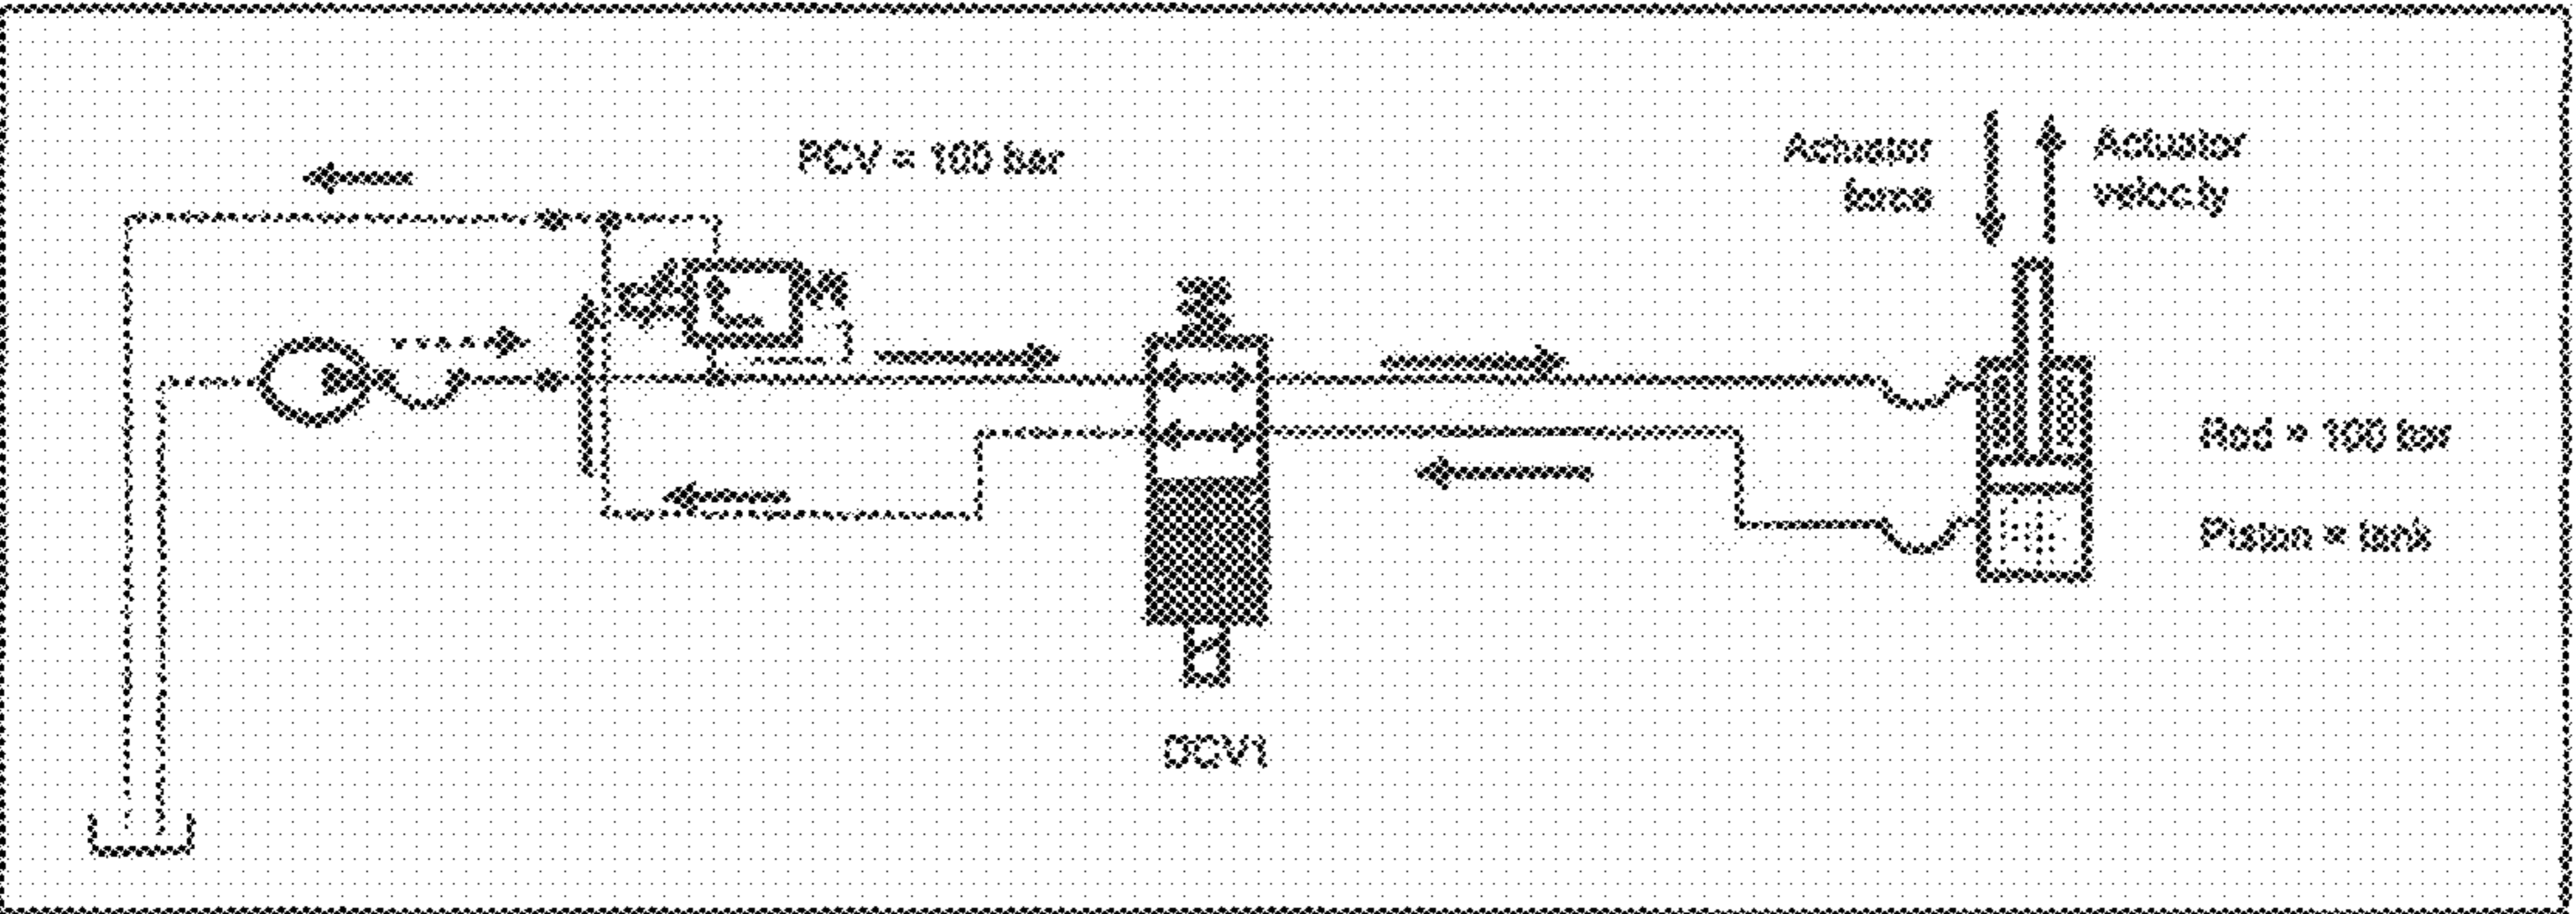 PCV = 100 bar
Actuator
force
Actuator
velocity
Rod = 100 bar
Piston = tank
DCV1